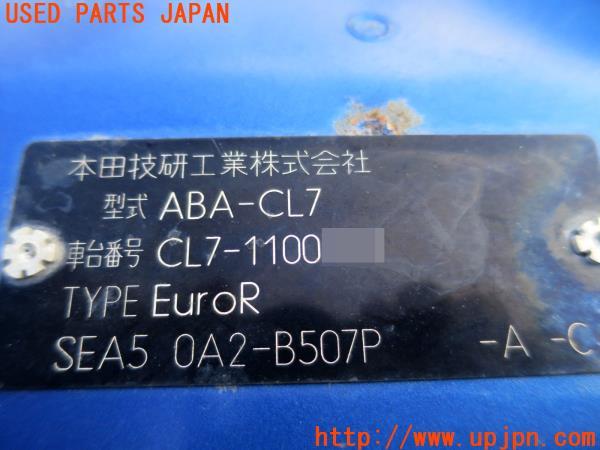 USED PARTS JAPAN
本田技研工業株式会社
型式 ABA-CL7
車台番号 CL7-1100
TYPE EuroR
SEA5 0A2-B507P -A -C
http://www.upjpn.com/